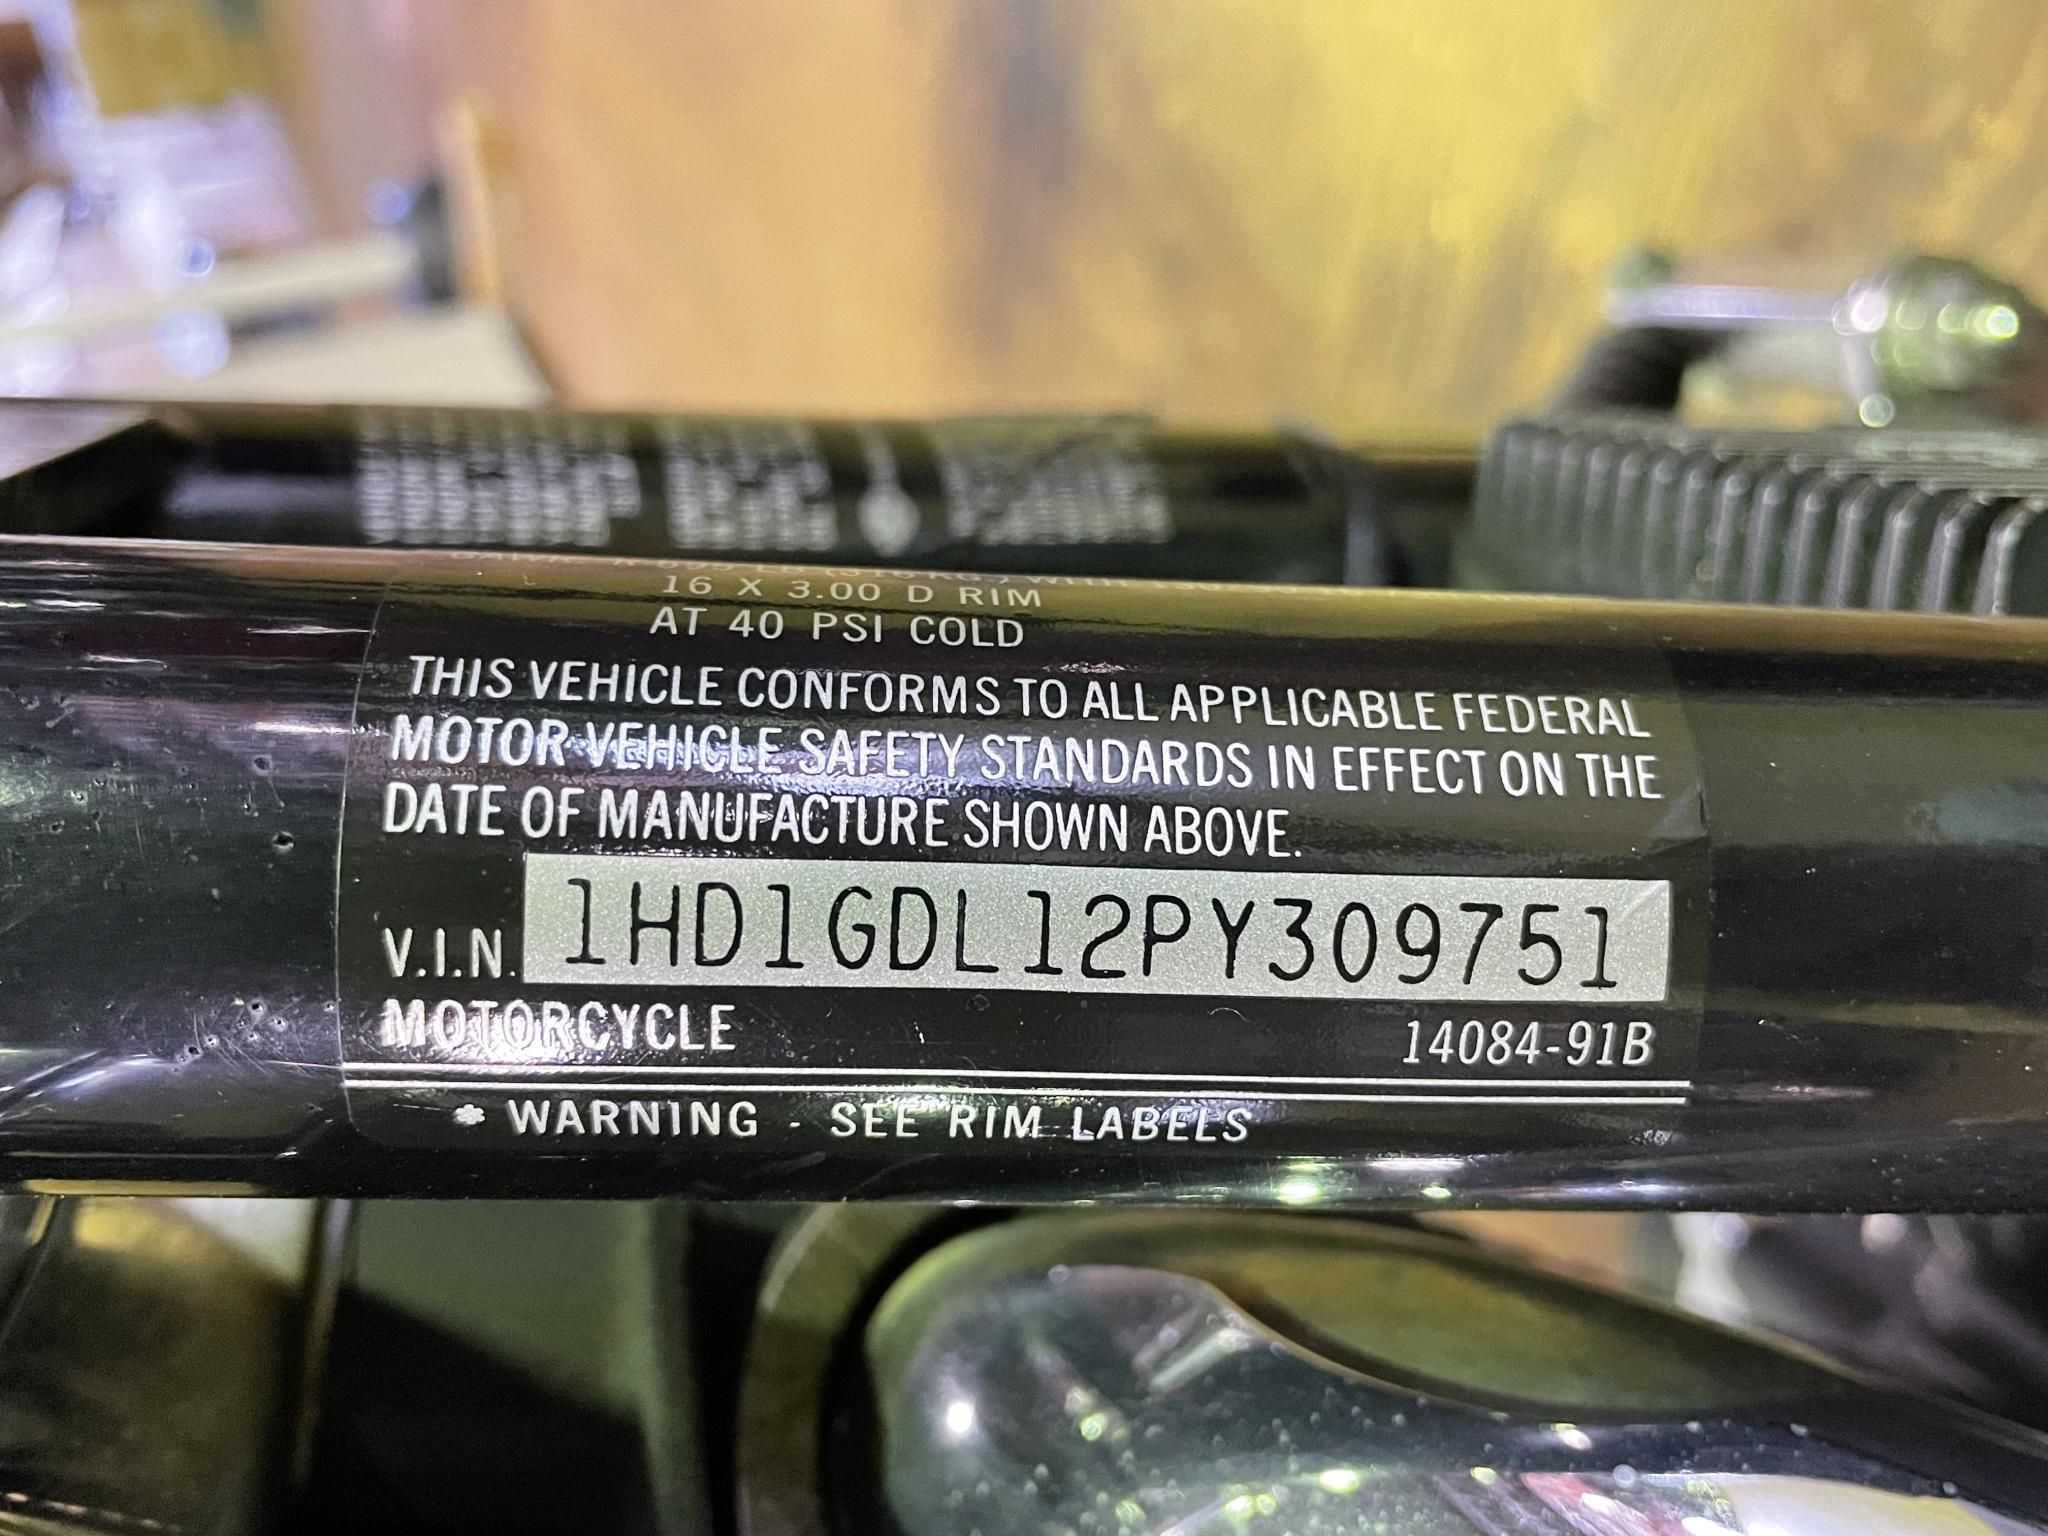 16 X 3.00 D RIM
AT 40 PSI COLD
THIS VEHICLE CONFORMS TO ALL APPLICABLE FEDERAL
MOTOR VEHICLE SAFETY STANDARDS IN EFFECT ON THE
DATE OF MANUFACTURE SHOWN ABOVE.
V.I.N. 1HD1GDL12PY309751
MOTORCYCLE 14084-91B
* WARNING - SEE RIM LABELS